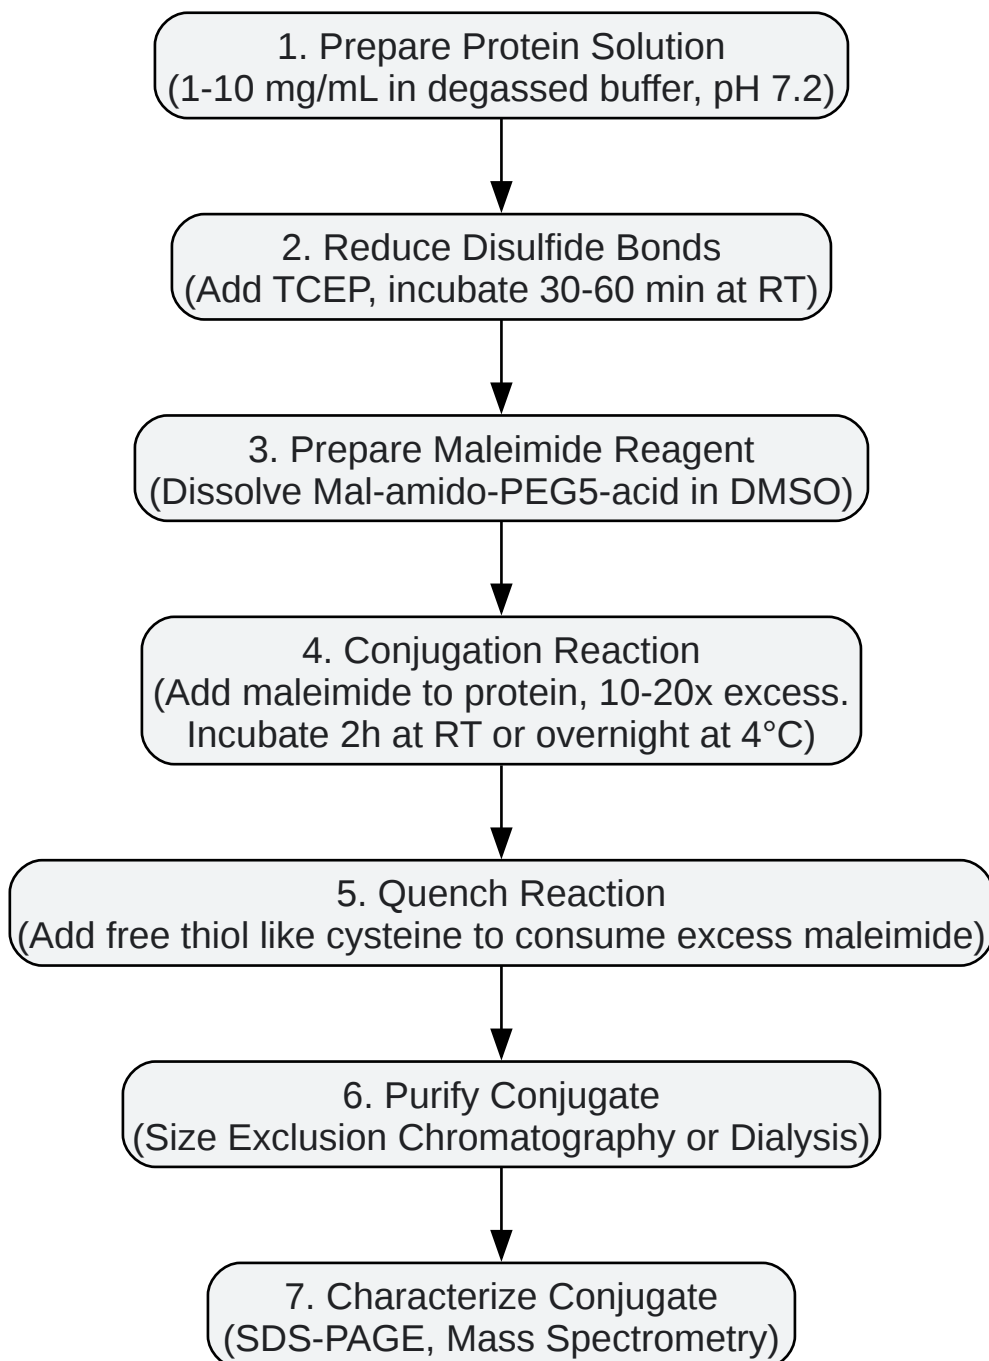 1. Prepare Protein Solution
(1-10 mg/mL in degassed buffer, pH 7.2)
2. Reduce Disulfide Bonds
(Add TCEP, incubate 30-60 min at RT)
3. Prepare Maleimide Reagent
(Dissolve Mal-amido-PEG5-acid in DMSO)
4. Conjugation Reaction
(Add maleimide to protein, 10-20x excess.
Incubate 2h at RT or overnight at 4°C)
5. Quench Reaction
(Add free thiol like cysteine to consume excess maleimide)
6. Purify Conjugate
(Size Exclusion Chromatography or Dialysis)
7. Characterize Conjugate
(SDS-PAGE, Mass Spectrometry)